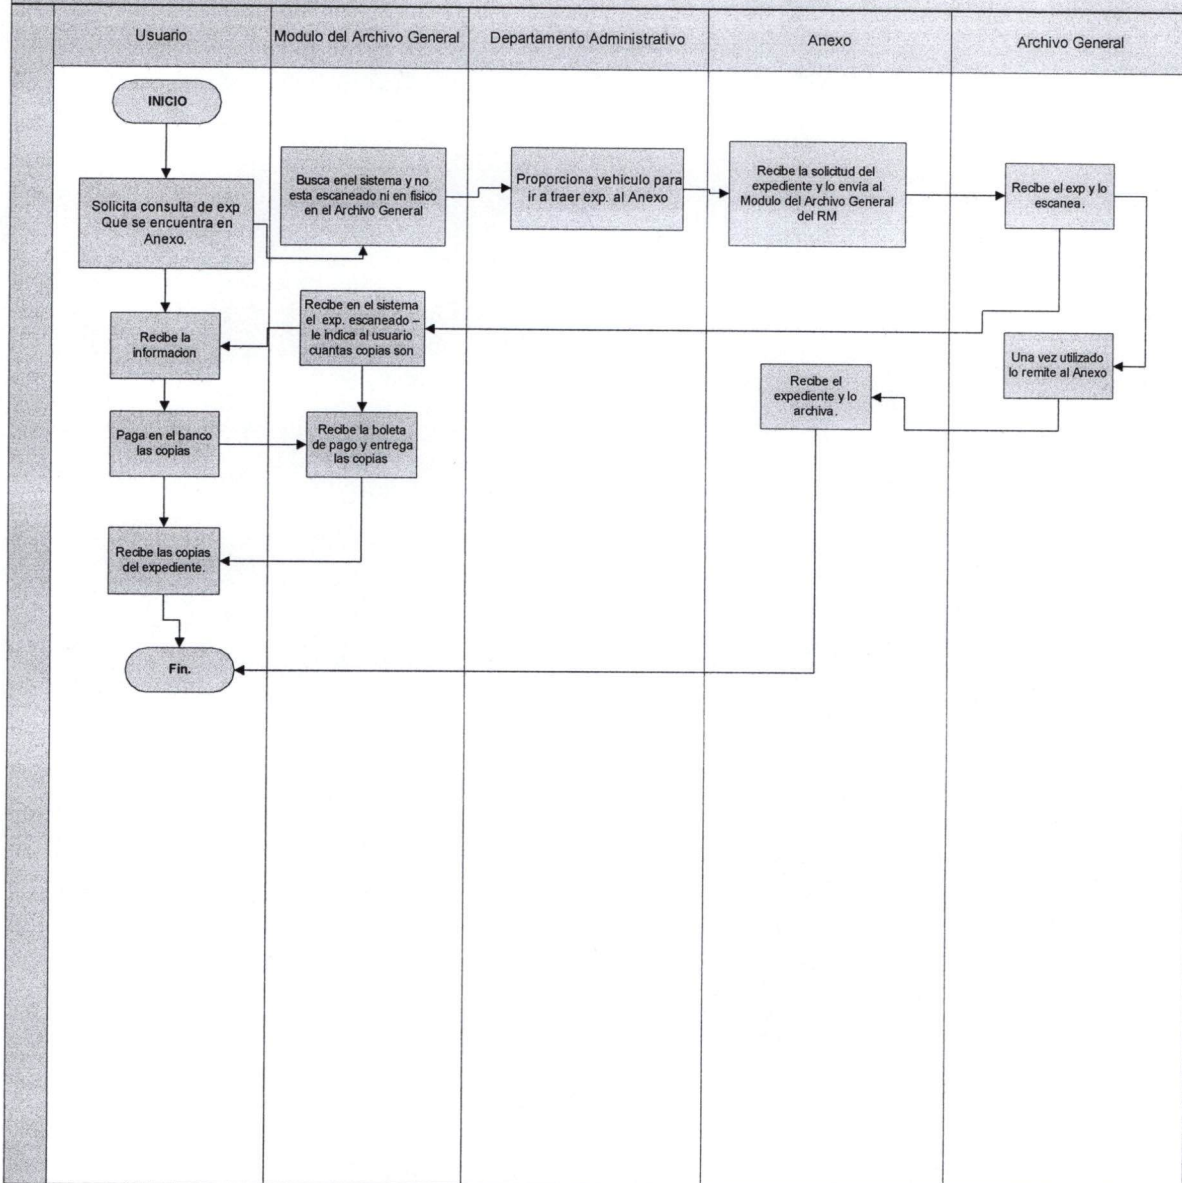 Usuario
Modulo del Archivo General
Departamento Administrativo
Anexo
Archivo General
INICIO
Solicita consulta de exp
Que se encuentra en
Anexo.
Busca enel sistema y no
esta escaneado ni en fisico
en el Archivo General
Proporciona vehiculo para
ir a traer exp. al Anexo
Recibe la solicitud del
expediente y lo envía al
Modulo del Archivo General
del RM
Recibe el exp y lo
escanea.
Recibe la
informacion
Recibe en el sistema
el exp. escaneado –
le indica al usuario
cuantas copias son
Una vez utilizado
lo remite al Anexo
Recibe el
expediente y lo
archiva.
Paga en el banco
las copias
Recibe la boleta
de pago y entrega
las copias
Recibe las copias
del expediente.
Fin.